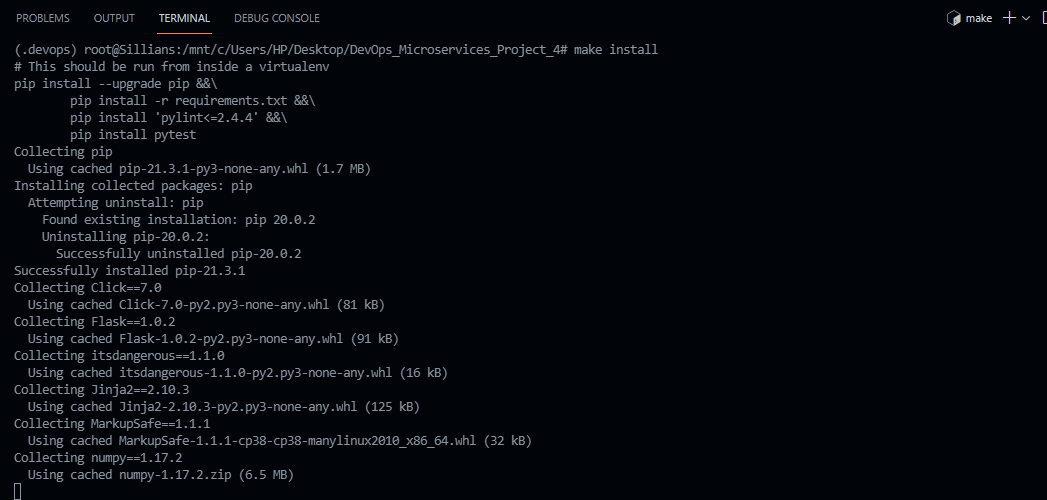 PROBLEMS OUTPUT TERMINAL DEBUG CONSOLE make
(.devops) root@Sillians:/mnt/c/Users/HP/Desktop/DevOps_Microservices_Project_4# make install
# This should be run from inside a virtualenv
pip install --upgrade pip &&\
        pip install -r requirements.txt &&\
        pip install 'pylint<=2.4.4' &&\
        pip install pytest
Collecting pip
  Using cached pip-21.3.1-py3-none-any.whl (1.7 MB)
Installing collected packages: pip
  Attempting uninstall: pip
    Found existing installation: pip 20.0.2
    Uninstalling pip-20.0.2:
      Successfully uninstalled pip-20.0.2
Successfully installed pip-21.3.1
Collecting Click==7.0
  Using cached Click-7.0-py2.py3-none-any.whl (81 kB)
Collecting Flask==1.0.2
  Using cached Flask-1.0.2-py2.py3-none-any.whl (91 kB)
Collecting itsdangerous==1.1.0
  Using cached itsdangerous-1.1.0-py2.py3-none-any.whl (16 kB)
Collecting Jinja2==2.10.3
  Using cached Jinja2-2.10.3-py2.py3-none-any.whl (125 kB)
Collecting MarkupSafe==1.1.1
  Using cached MarkupSafe-1.1.1-cp38-cp38-manylinux2010_x86_64.whl (32 kB)
Collecting numpy==1.17.2
  Using cached numpy-1.17.2.zip (6.5 MB)